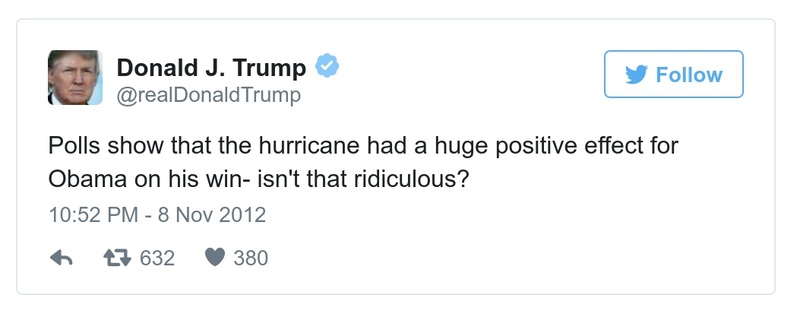 Donald J. Trump
@realDonaldTrump
Follow
Polls show that the hurricane had a huge positive effect for
Obama on his win- isn't that ridiculous?
10:52 PM - 8 Nov 2012
632 380